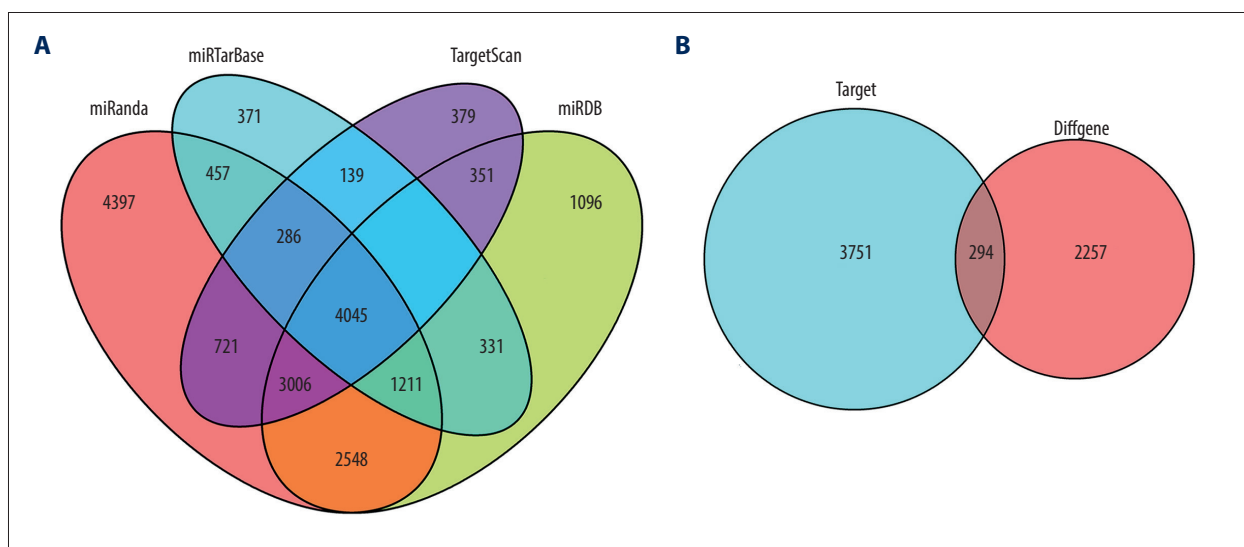 A
B
miRTarBase
TargetScan
miRanda
miRDB
371
379
457
139
351
4397
1096
286
4045
721
331
3006
1211
2548
Target
Diffgene
3751
294
2257